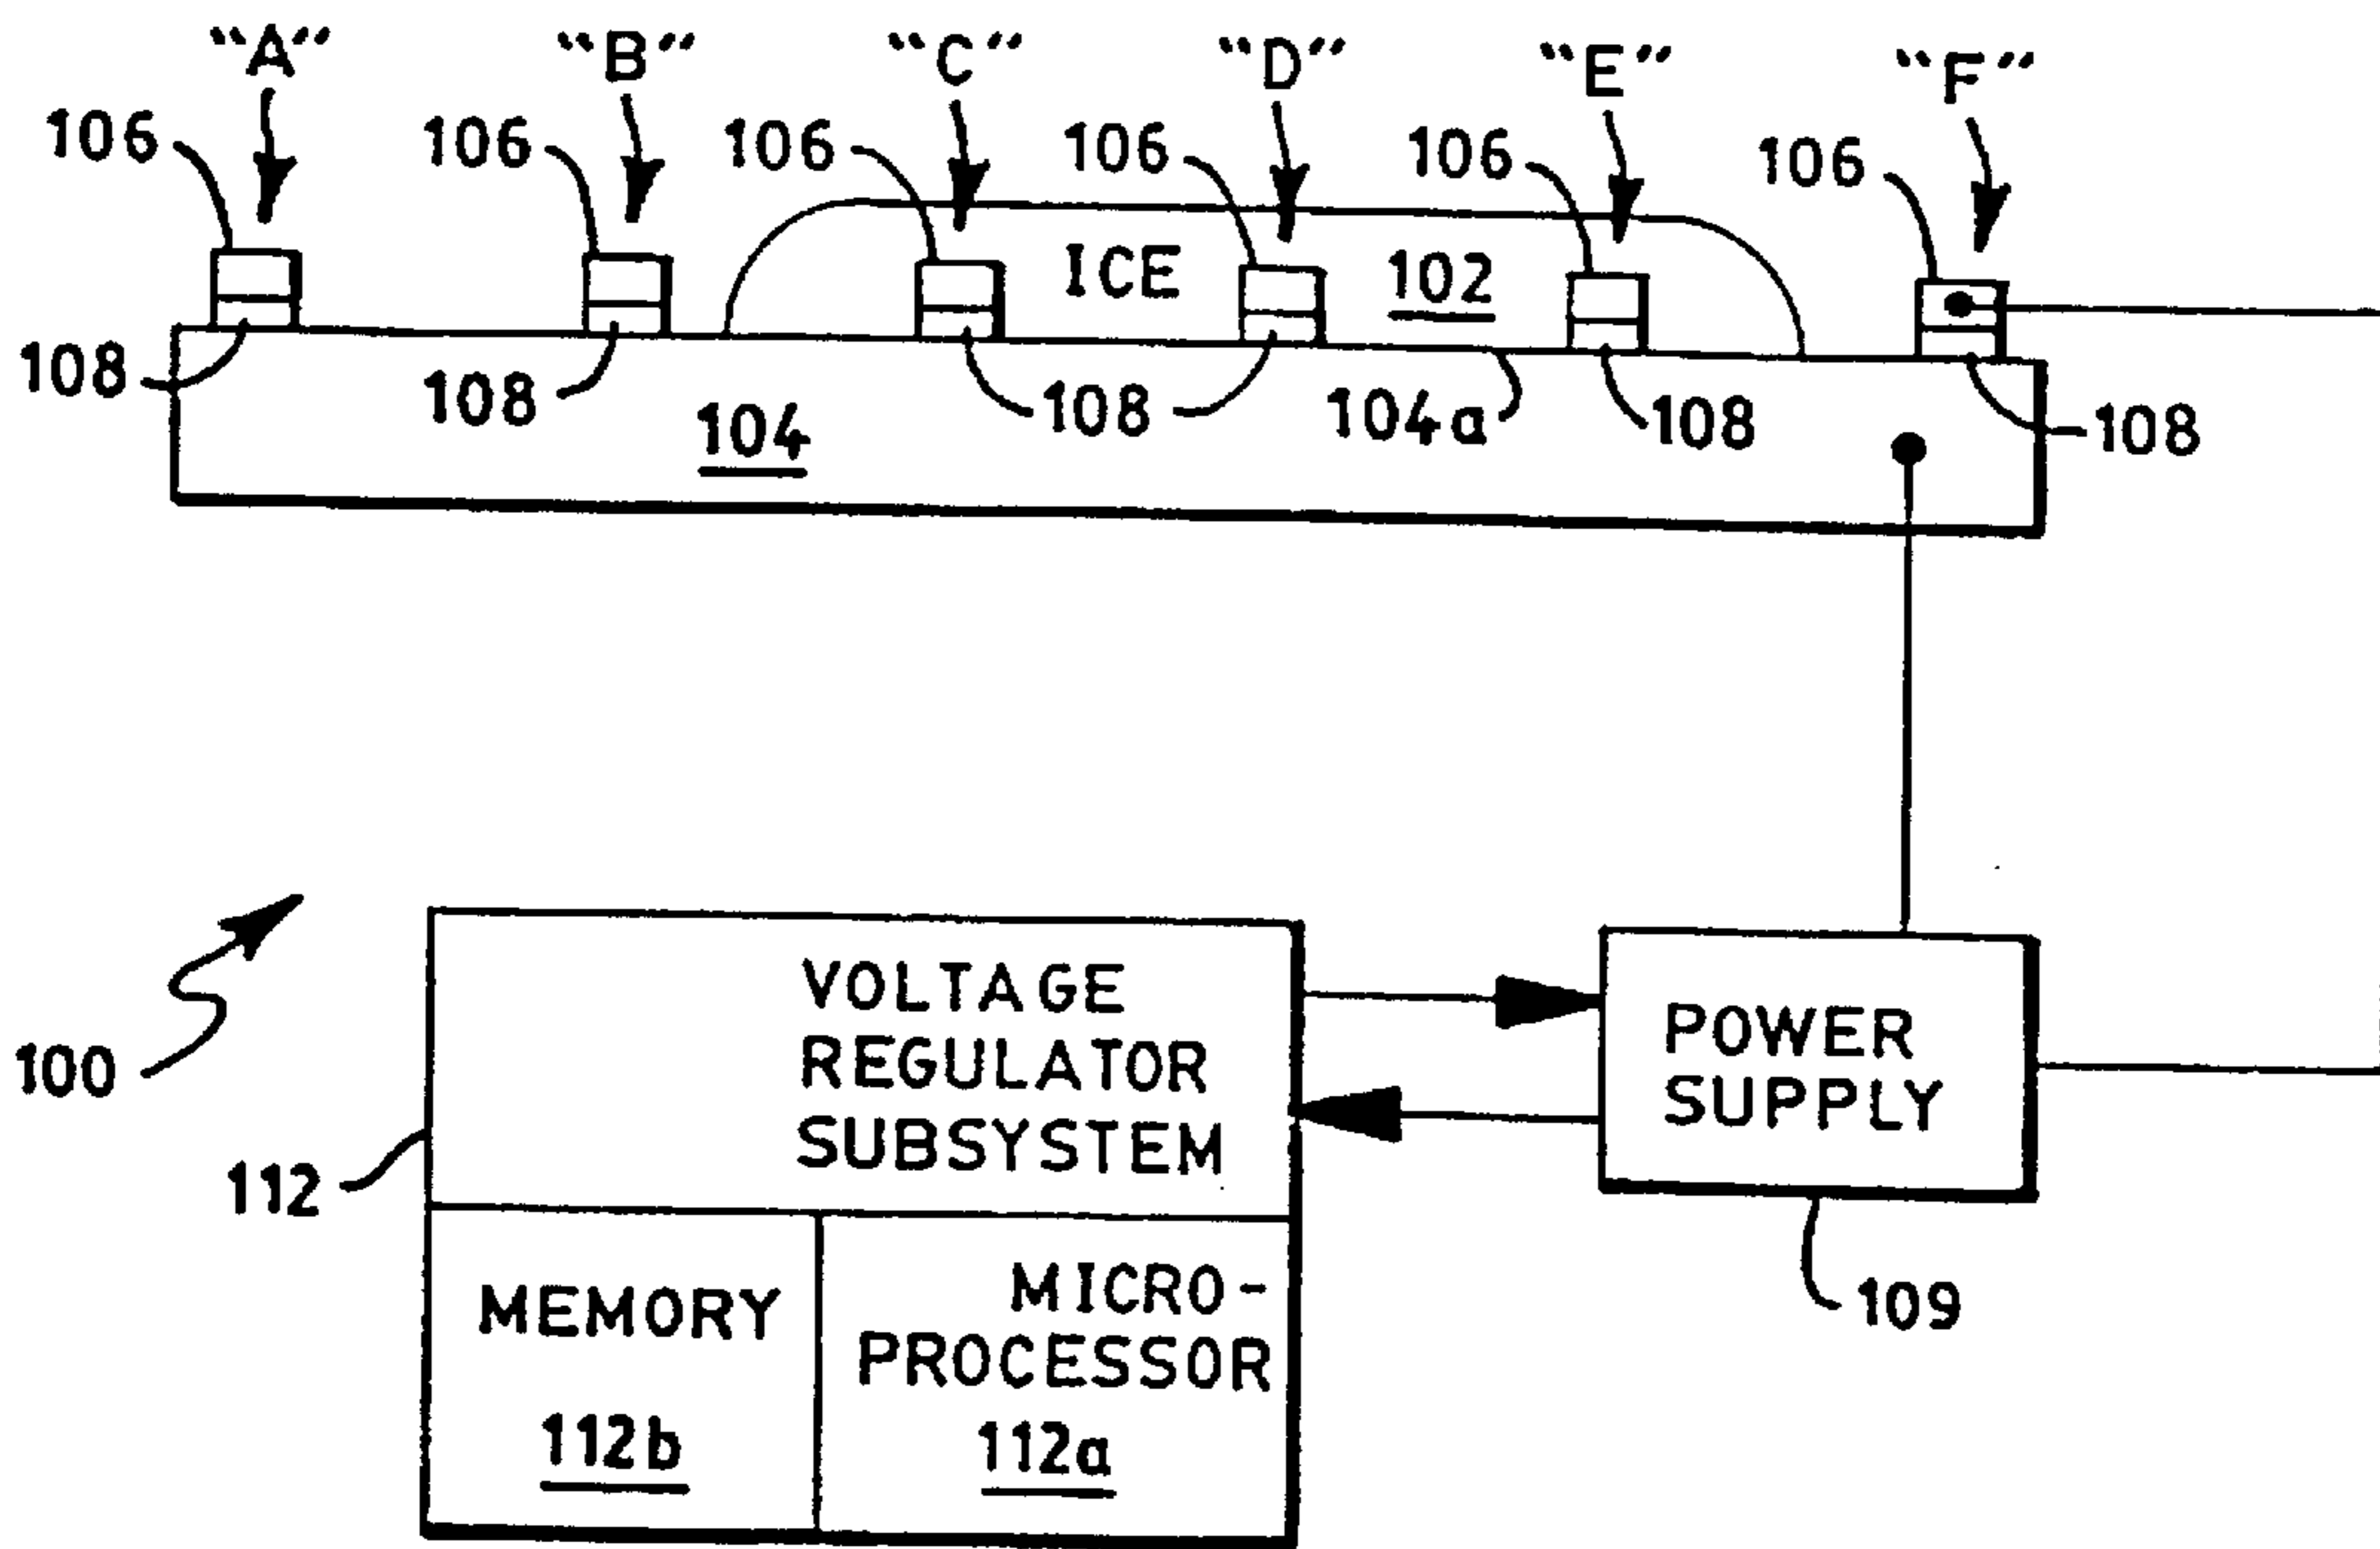 “A” “B” “C” “D” “E” “F”
106 106 106 106 106 106
ICE 102
108 108 108 104a 108 108
104
100
VOLTAGE
REGULATOR
SUBSYSTEM
POWER
SUPPLY
112
109
MEMORY
112b
MICRO-
PROCESSOR
112a